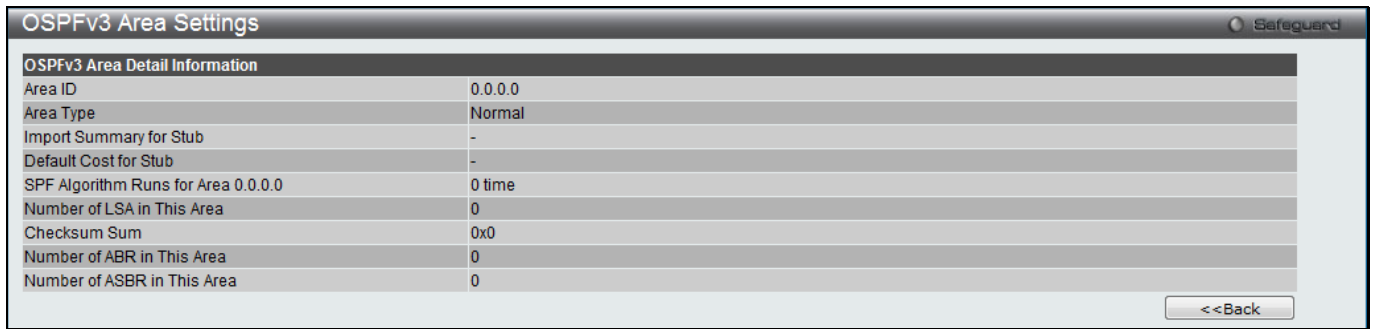 OSPFv3 Area Settings
Safeguard
OSPFv3 Area Detail Information
Area ID 0.0.0.0
Area Type Normal
Import Summary for Stub -
Default Cost for Stub -
SPF Algorithm Runs for Area 0.0.0.0 0 time
Number of LSA in This Area 0
Checksum Sum 0x0
Number of ABR in This Area 0
Number of ASBR in This Area 0
<<Back